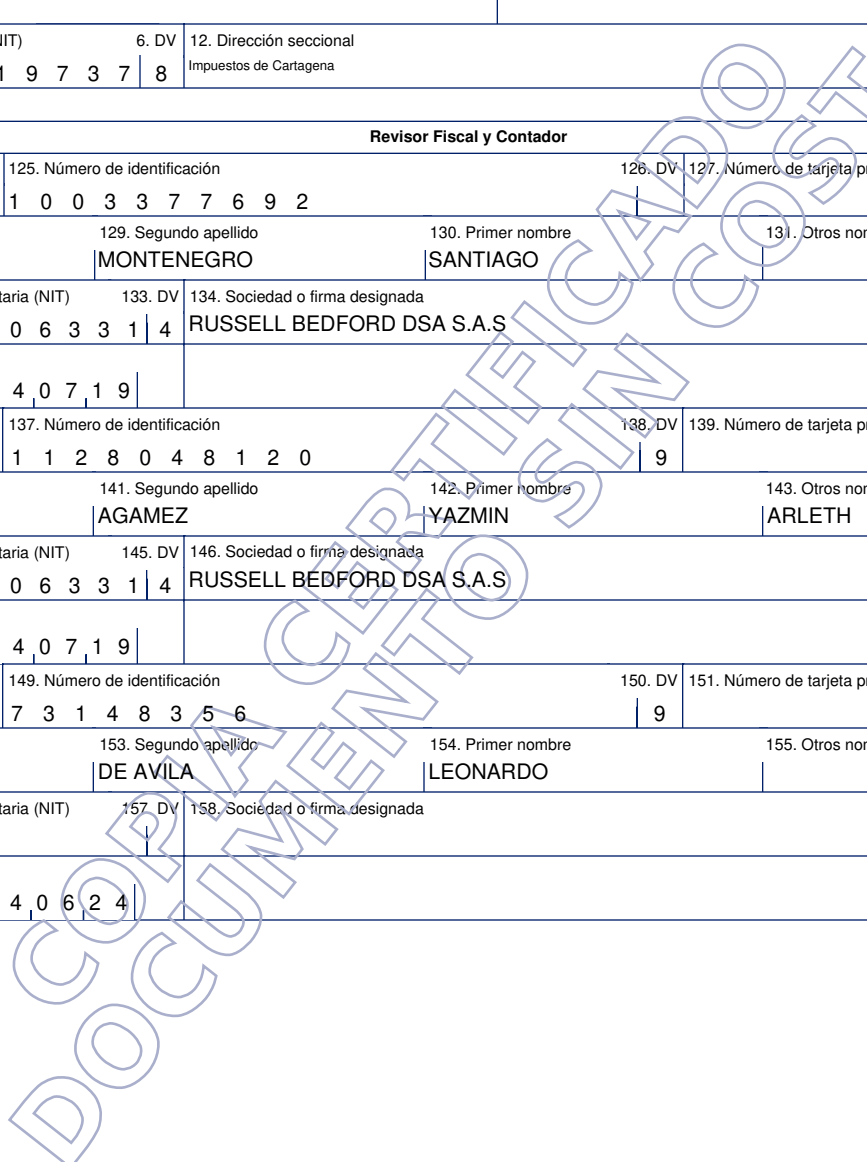 NIT) 6. DV 12. Dirección seccional
1 9 7 3 7 8 Impuestos de Cartagena
Revisor Fiscal y Contador
125. Número de identificación 126. DV 127. Número de tarjeta pr
1 0 0 3 3 7 7 6 9 2
129. Segundo apellido 130. Primer nombre 131. Otros nom
MONTENEGRO SANTIAGO
taria (NIT) 133. DV 134. Sociedad o firma designada
0 6 3 3 1 4 RUSSELL BEDFORD DSA S.A.S
4 0 7 1 9
137. Número de identificación 138. DV 139. Número de tarjeta pr
1 1 2 8 0 4 8 1 2 0 9
141. Segundo apellido 142. Primer nombre 143. Otros nom
AGAMEZ YAZMIN ARLETH
taria (NIT) 145. DV 146. Sociedad o firma designada
0 6 3 3 1 4 RUSSELL BEDFORD DSA S.A.S
4 0 7 1 9
149. Número de identificación 150. DV 151. Número de tarjeta pr
7 3 1 4 8 3 5 6 9
153. Segundo apellido 154. Primer nombre 155. Otros nom
DE AVILA LEONARDO
taria (NIT) 157. DV 158. Sociedad o firma designada
4 0 6 2 4
COPIA CERTIFICADO
DOCUMENTO SIN COST